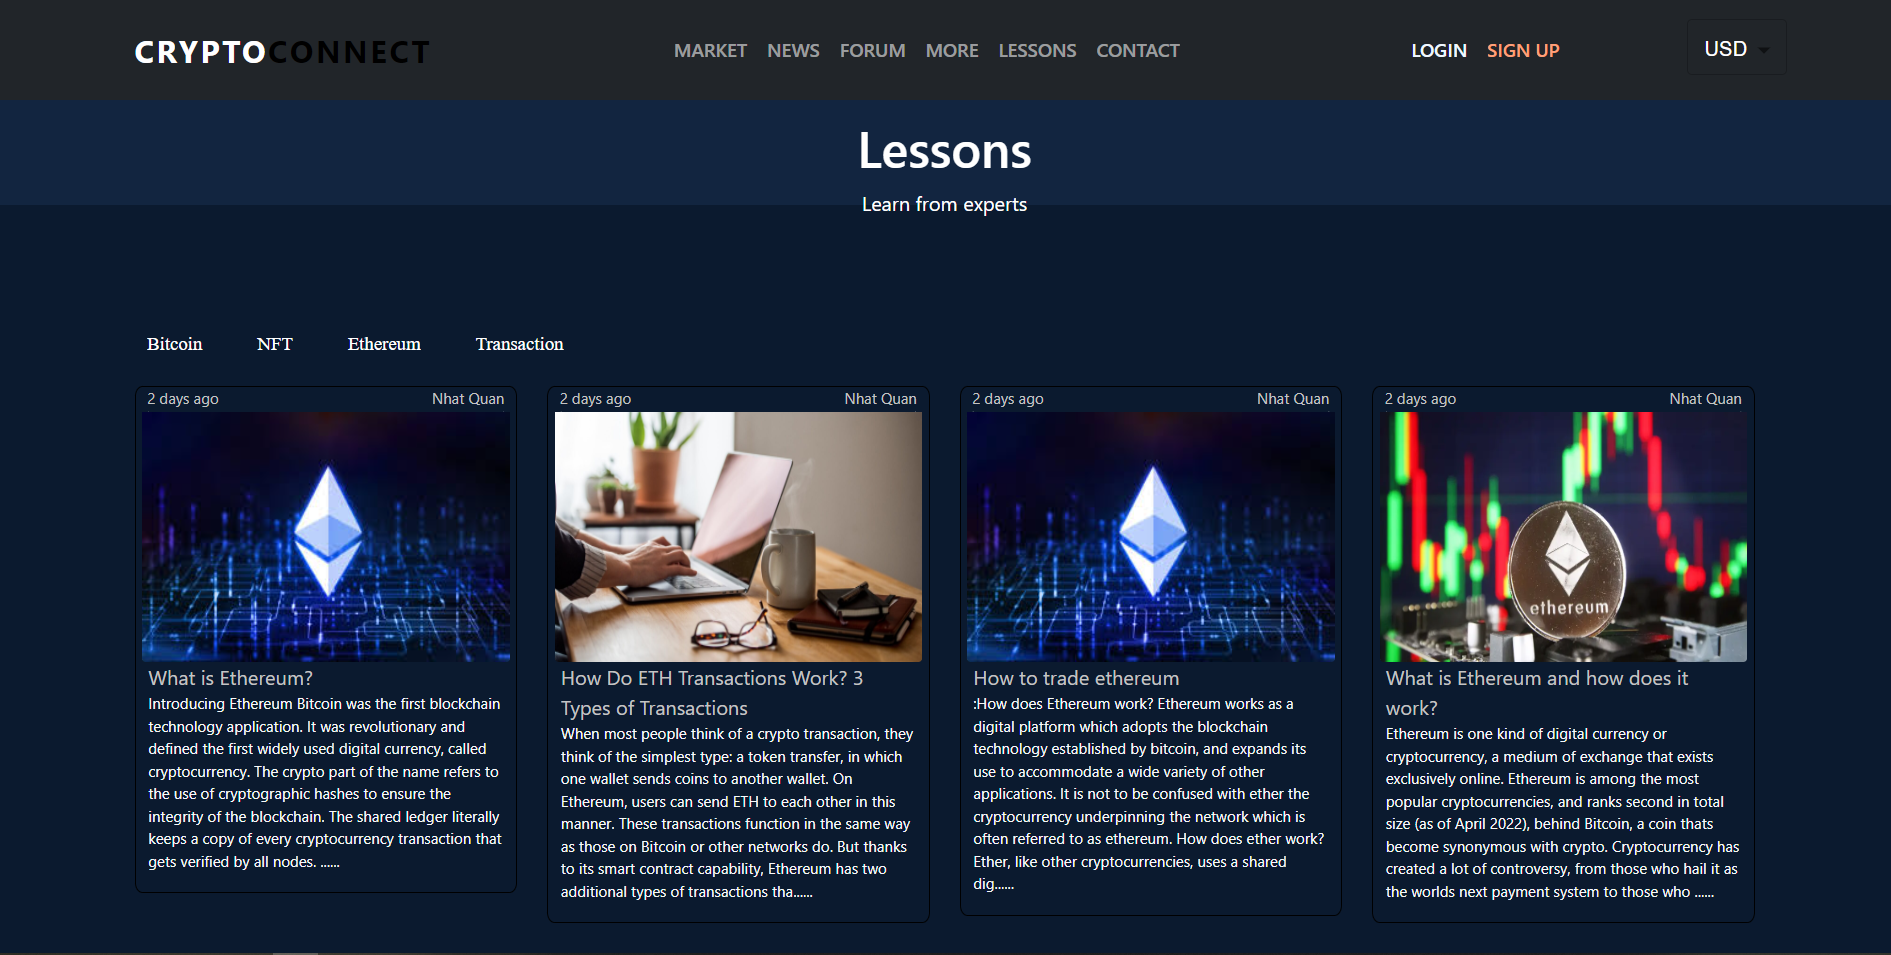 CRYPTOCONNECT MARKET NEWS FORUM MORE LESSONS CONTACT LOGIN SIGN UP USD
Lessons
Learn from experts
Bitcoin NFT Ethereum Transaction
2 days ago Nhat Quan
What is Ethereum?
Introducing Ethereum Bitcoin was the first blockchain
technology application. It was revolutionary and
defined the first widely used digital currency, called
cryptocurrency. The crypto part of the name refers to
the use of cryptographic hashes to ensure the
integrity of the blockchain. The shared ledger literally
keeps a copy of every cryptocurrency transaction that
gets verified by all nodes. ......
2 days ago Nhat Quan
How Do ETH Transactions Work? 3
Types of Transactions
When most people think of a crypto transaction, they
think of the simplest type: a token transfer, in which
one wallet sends coins to another wallet. On
Ethereum, users can send ETH to each other in this
manner. These transactions function in the same way
as those on Bitcoin or other networks do. But thanks
to its smart contract capability, Ethereum has two
additional types of transactions tha......
2 days ago Nhat Quan
How to trade ethereum
:How does Ethereum work? Ethereum works as a
digital platform which adopts the blockchain
technology established by bitcoin, and expands its
use to accommodate a wide variety of other
applications. It is not to be confused with ether the
cryptocurrency underpinning the network which is
often referred to as ethereum. How does ether work?
Ether, like other cryptocurrencies, uses a shared
dig......
2 days ago Nhat Quan
ethereum
What is Ethereum and how does it
work?
Ethereum is one kind of digital currency or
cryptocurrency, a medium of exchange that exists
exclusively online. Ethereum is among the most
popular cryptocurrencies, and ranks second in total
size (as of April 2022), behind Bitcoin, a coin thats
become synonymous with crypto. Cryptocurrency has
created a lot of controversy, from those who hail it as
the worlds next payment system to those who ......